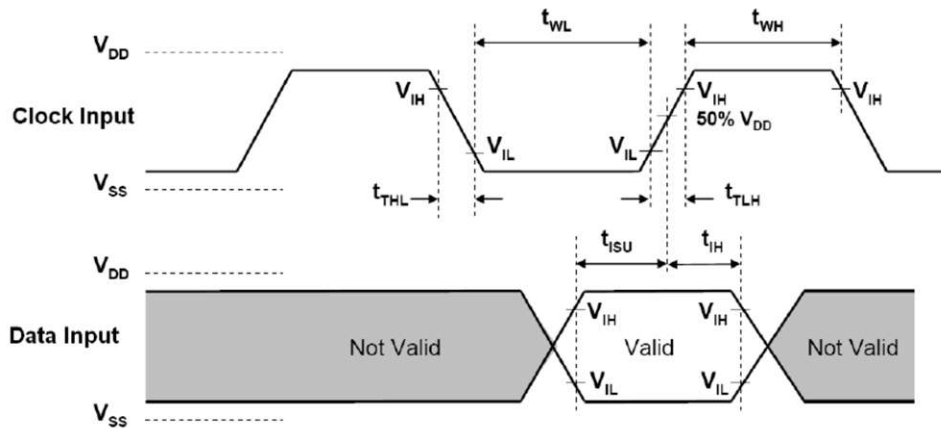 t_WL t_WH
V_DD
V_IH V_IH V_IH
Clock Input 50% V_DD
V_IL V_IL
V_SS
t_THL t_TLH
t_ISU t_IH
V_DD
V_IH V_IH
Data Input Not Valid Valid Not Valid
V_IL V_IL
V_SS